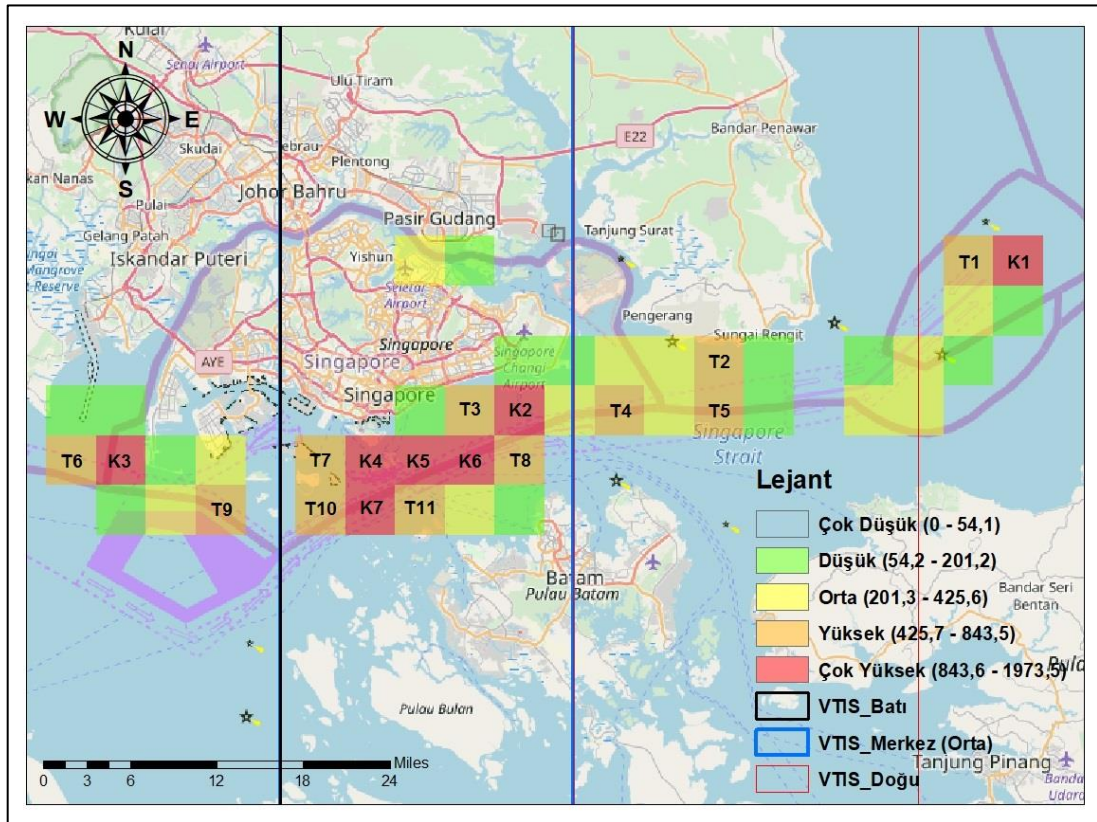 Kulai
N
Senai Airport
Ulu Tiram
W
E
E22
Bandar Penawar
Skudai
Plentong
S
Pulai
Johor Bahru
Gelang Patah
Pasir Gudang
Tanjung Surat
Iskandar Puteri
Yishun
T1
K1
Seletar
Airport
Pengerang
Sungai Rengit
Singapore
AYE
Singapore
Singapore
Changi
Airport
T2
Singapore
T3
K2
T4
T5
Singapore
Strait
T6
K3
T7
K4
K5
K6
T8
T9
T10
K7
T11
Lejant
Çok Düşük (0 - 54,1)
Düşük (54,2 - 201,2)
Orta (201,3 - 425,6)
Yüksek (425,7 - 843,5)
Çok Yüksek (843,6 - 1973,5)
VTIS_Batı
VTIS_Merkez (Orta)
VTIS_Doğu
Batam
Pulau Batam
Bandar Seri
Bentan
Pulau Bulan
Tanjung Pinang
Miles
0 3 6 12 18 24